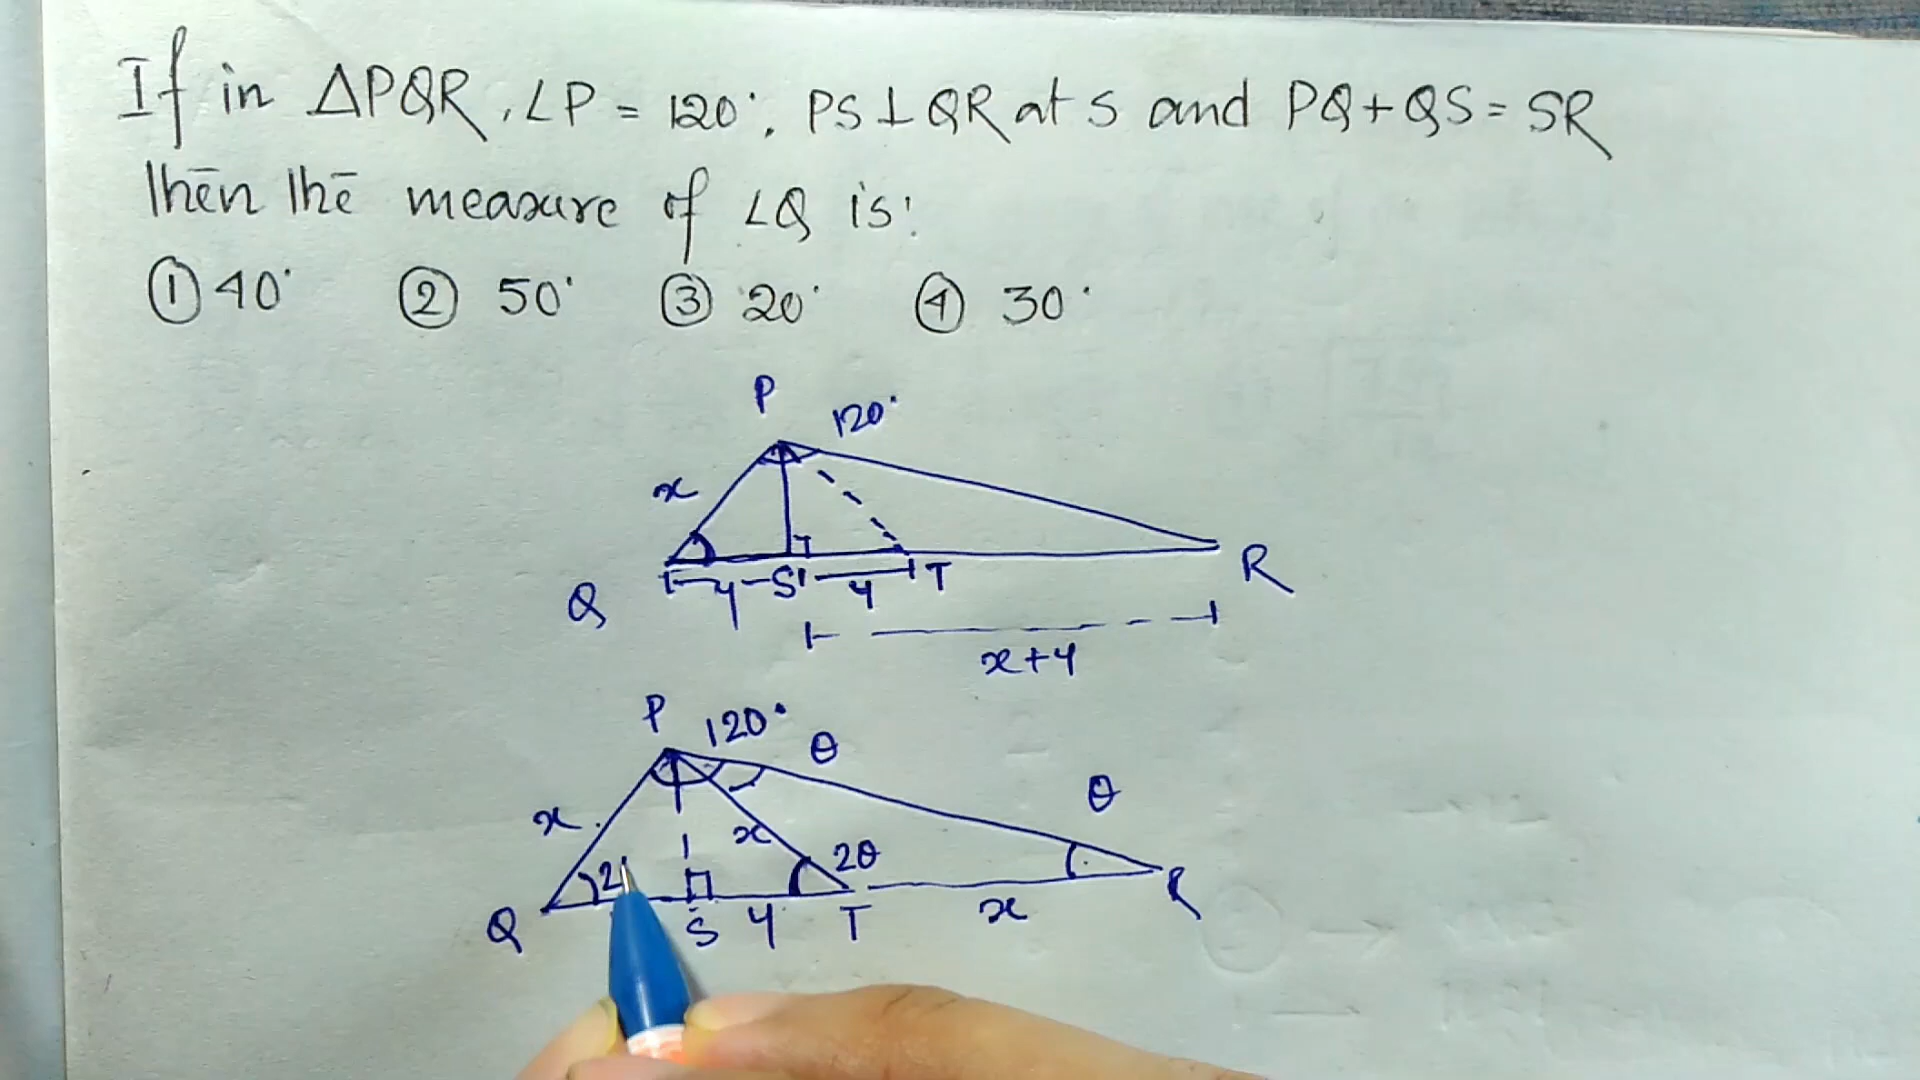 If in ΔPQR, ∠P = 120°, PS⊥QR at S and PQ+QS=SR
then the measure of ∠Q is:
① 40° ② 50° ③ 20° ④ 30°
P 120°
x
Q y S y T R
x+y
P 120° θ
x x 2 2θ θ
Q S y T x R